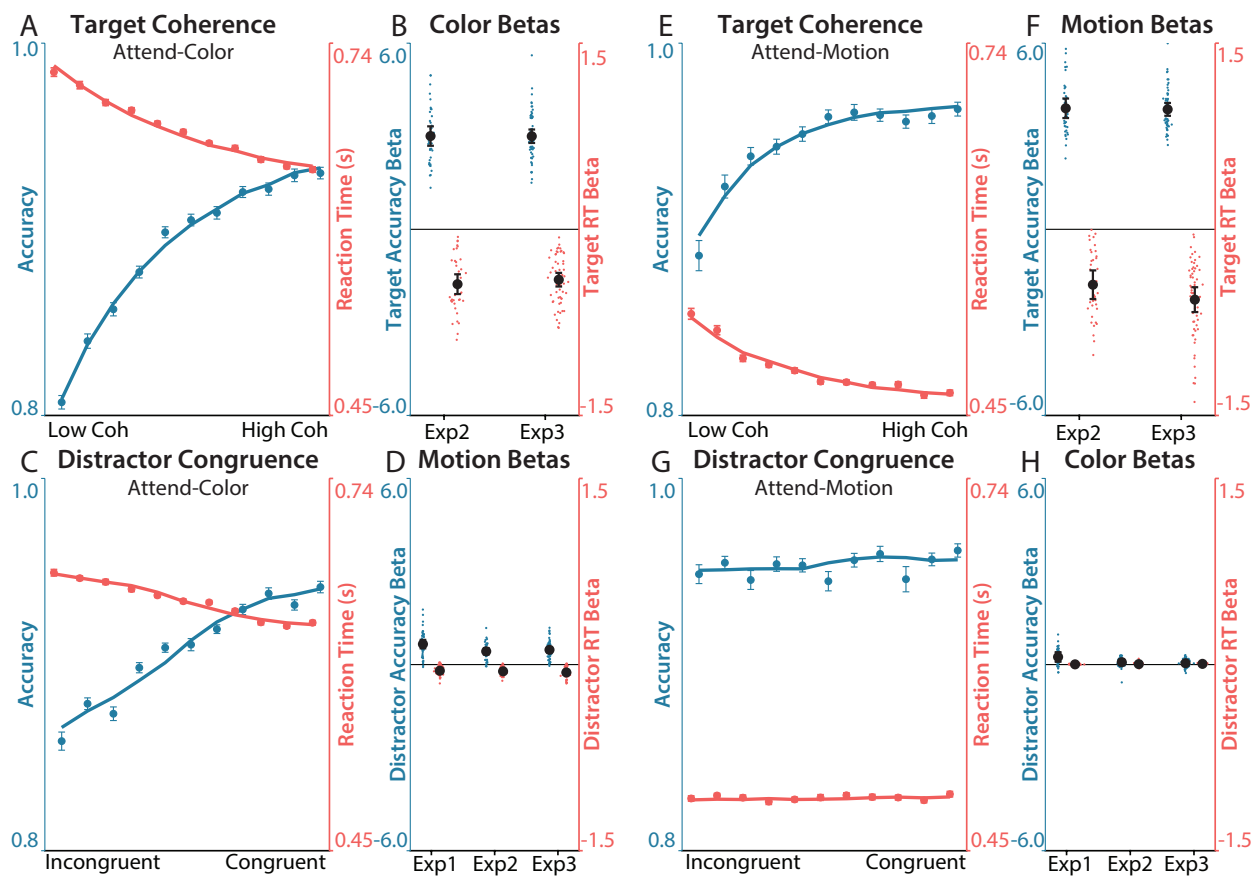 A
Target Coherence
Attend-Color
1.0
0.8
Accuracy
0.74
0.45
Reaction Time (s)
Low Coh
High Coh
B
Color Betas
6.0
-6.0
Target Accuracy Beta
1.5
-1.5
Target RT Beta
Exp2
Exp3
E
Target Coherence
Attend-Motion
1.0
0.8
Accuracy
0.74
0.45
Reaction Time (s)
Low Coh
High Coh
F
Motion Betas
6.0
-6.0
Target Accuracy Beta
1.5
-1.5
Target RT Beta
Exp2
Exp3
C
Distractor Congruence
Attend-Color
1.0
0.8
Accuracy
0.74
0.45
Reaction Time (s)
Incongruent
Congruent
D
Motion Betas
6.0
-6.0
Distractor Accuracy Beta
1.5
-1.5
Distractor RT Beta
Exp1
Exp2
Exp3
G
Distractor Congruence
Attend-Motion
1.0
0.8
Accuracy
0.74
0.45
Reaction Time (s)
Incongruent
Congruent
H
Color Betas
6.0
-6.0
Distractor Accuracy Beta
1.5
-1.5
Distractor RT Beta
Exp1
Exp2
Exp3